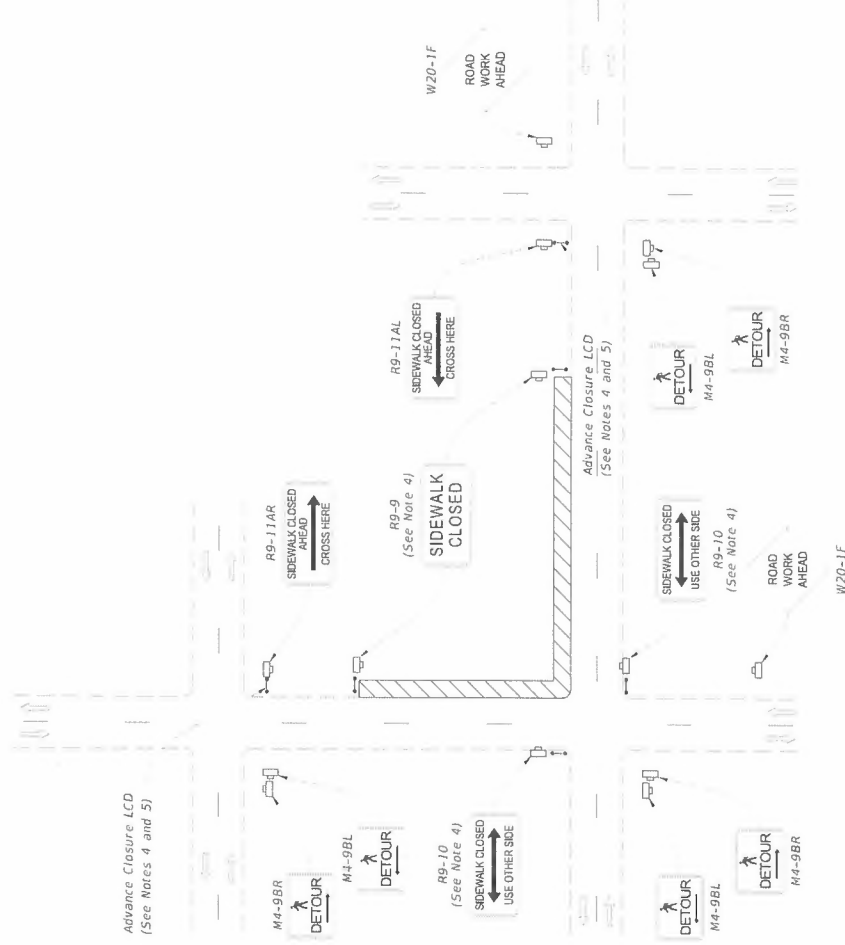 W20-1F
ROAD
WORK
AHEAD
R9-11AL
SIDEWALK CLOSED
AHEAD
CROSS HERE
Advance Closure LCD
(See Notes 4 and 5)
DETOUR
M4-9BL
DETOUR
M4-9BR
R9-11AR
SIDEWALK CLOSED
AHEAD
CROSS HERE
R9-9
(See Note 4)
SIDEWALK
CLOSED
SIDEWALK CLOSED
USE OTHER SIDE
R9-10
(See Note 4)
ROAD
WORK
AHEAD
W20-1F
Advance Closure LCD
(See Notes 4 and 5)
M4-9BR
DETOUR
M4-9BL
DETOUR
R9-10
(See Note 4)
SIDEWALK CLOSED
USE OTHER SIDE
DETOUR
M4-9BL
DETOUR
M4-9BR